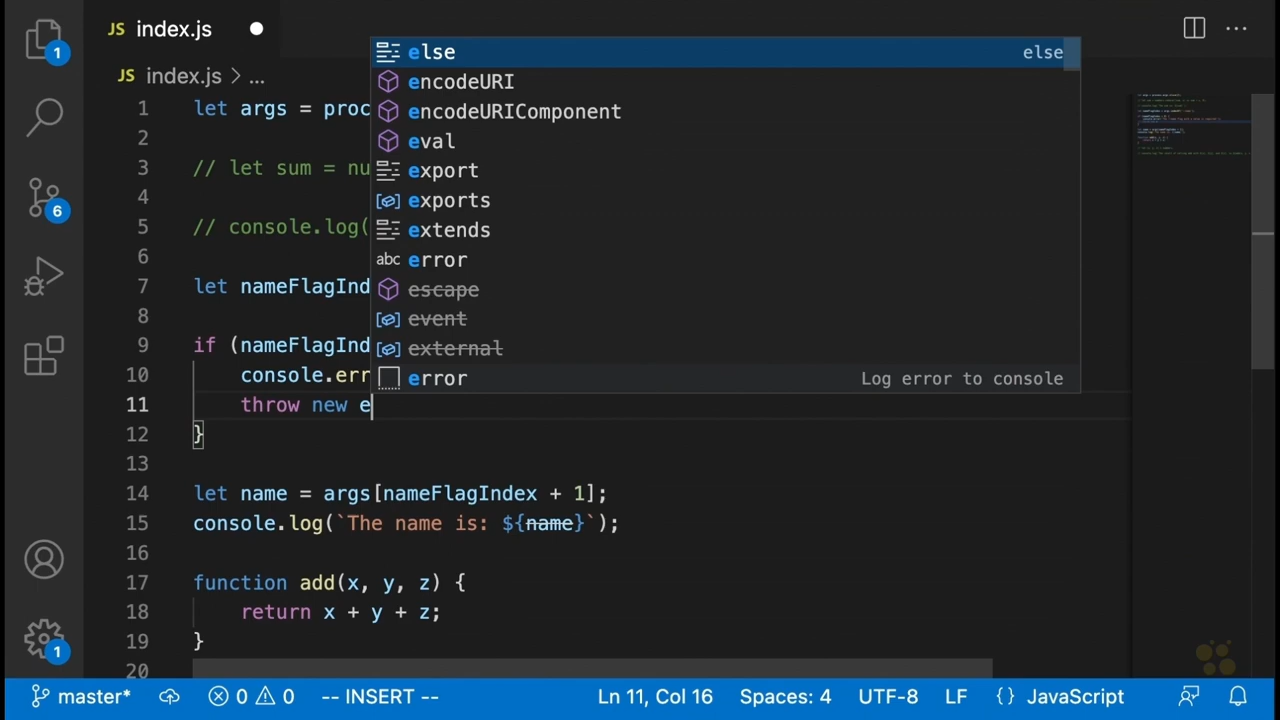 JS index.js
JS index.js > ...
1 let args = proc
2
3 // let sum = nu
4
5 // console.log(
6
7 let nameFlagInd
8
9 if (nameFlagInd
10 console.err
11 throw new e
12 }
13
14 let name = args[nameFlagIndex + 1];
15 console.log(`The name is: ${name}`);
16
17 function add(x, y, z) {
18 return x + y + z;
19 }
20
else else
encodeURI
encodeURIComponent
eval
export
exports
extends
abc error
escape
event
external
error Log error to console
1
6
1
master* 0 0 -- INSERT -- Ln 11, Col 16 Spaces: 4 UTF-8 LF {} JavaScript